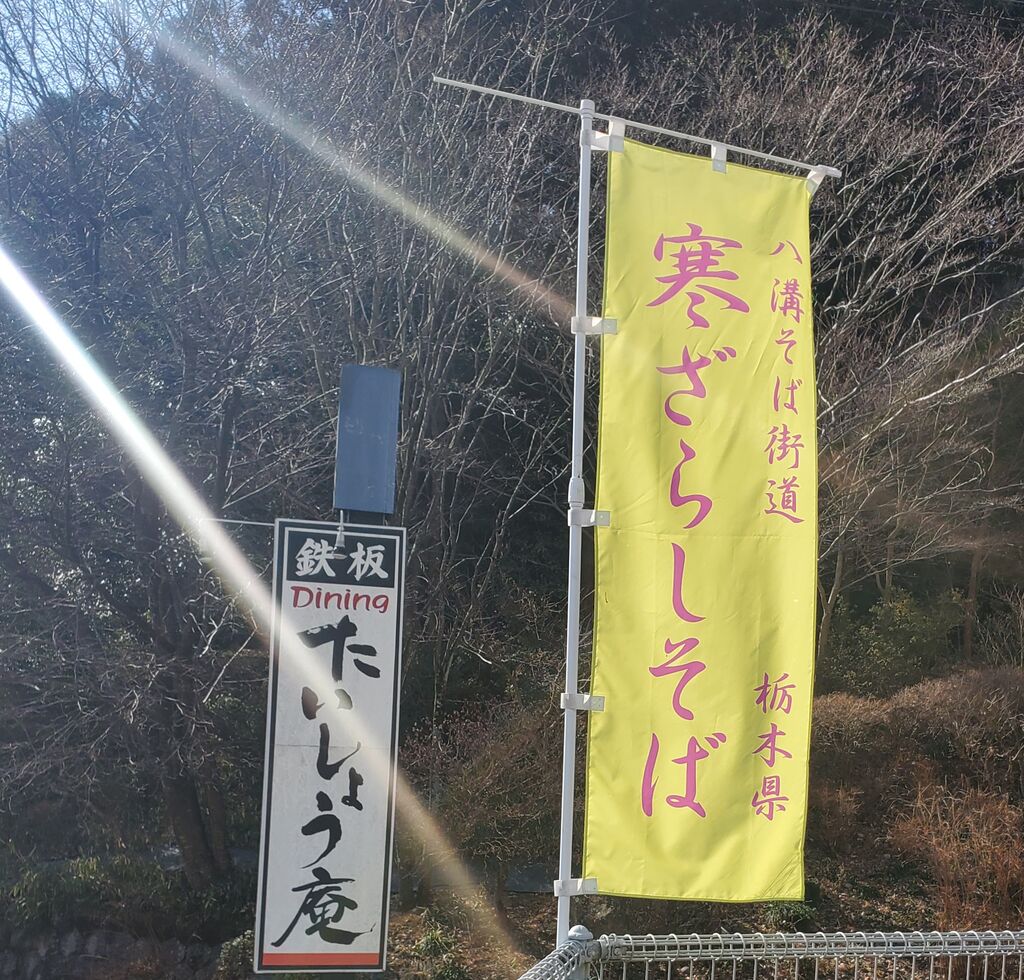 八溝そば街道 栃木県
寒ざらしそば
鉄板
Dining
たいしょう庵